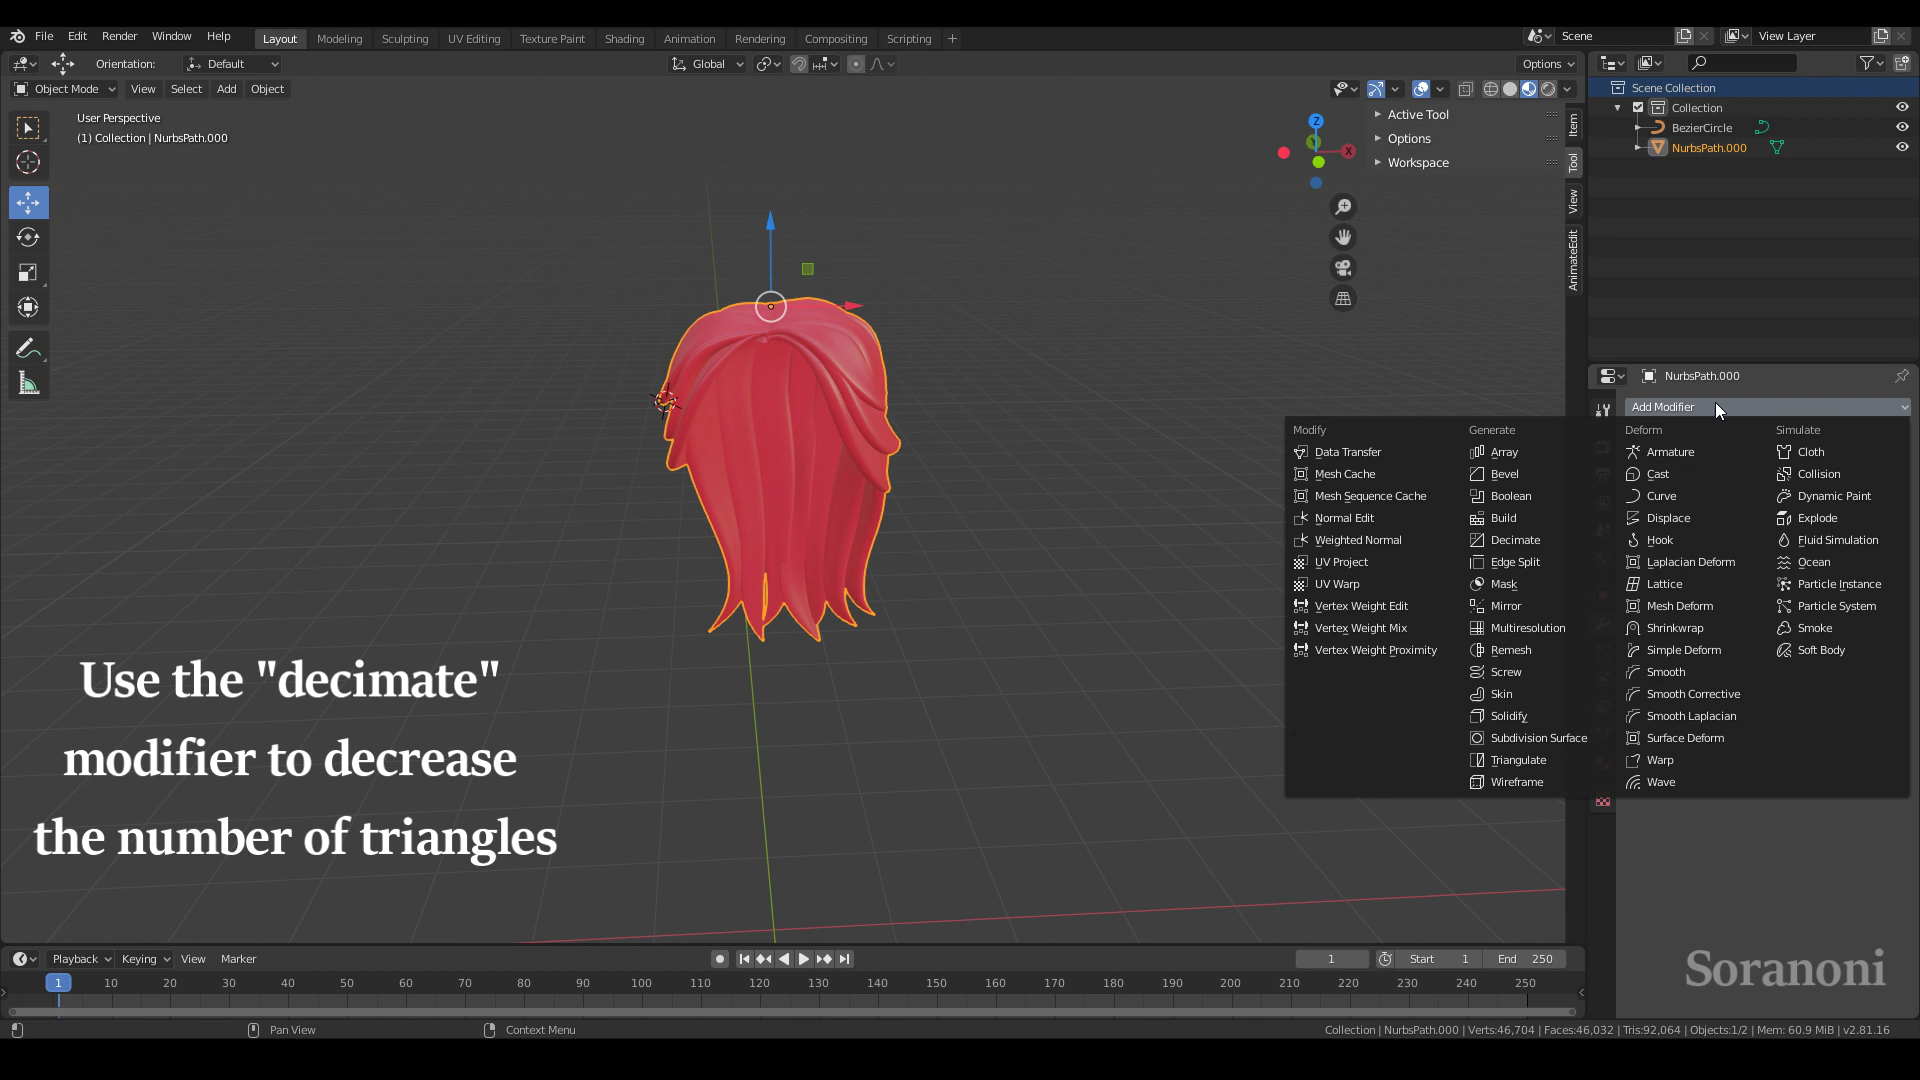 File Edit Render Window Help Layout Modeling Sculpting UV Editing Texture Paint Shading Animation Rendering Compositing Scripting + Scene View Layer
Orientation: Default Global Options
Object Mode View Select Add Object
User Perspective
(1) Collection | NurbsPath.000
Z
Y
X
Active Tool
Options
Workspace
Item
Tool
View
AnimateEdit
Scene Collection
Collection
BezierCircle
NurbsPath.000
NurbsPath.000
Add Modifier
Modify Generate Deform Simulate
Data Transfer Array Armature Cloth
Mesh Cache Bevel Cast Collision
Mesh Sequence Cache Boolean Curve Dynamic Paint
Normal Edit Build Displace Explode
Weighted Normal Decimate Hook Fluid Simulation
UV Project Edge Split Laplacian Deform Ocean
UV Warp Mask Lattice Particle Instance
Vertex Weight Edit Mirror Mesh Deform Particle System
Vertex Weight Mix Multiresolution Shrinkwrap Smoke
Vertex Weight Proximity Remesh Simple Deform Soft Body
Screw Smooth
Skin Smooth Corrective
Solidify Smooth Laplacian
Subdivision Surface Surface Deform
Triangulate Warp
Wireframe Wave
Use the "decimate"
modifier to decrease
the number of triangles
Soranoni
Playback Keying View Marker 1 Start 1 End 250
1 10 20 30 40 50 60 70 80 90 100 110 120 130 140 150 160 170 180 190 200 210 220 230 240 250
Pan View Context Menu Collection | NurbsPath.000 | Verts:46,704 | Faces:46,032 | Tris:92,064 | Objects:1/2 | Mem: 60.9 MiB | v2.81.16